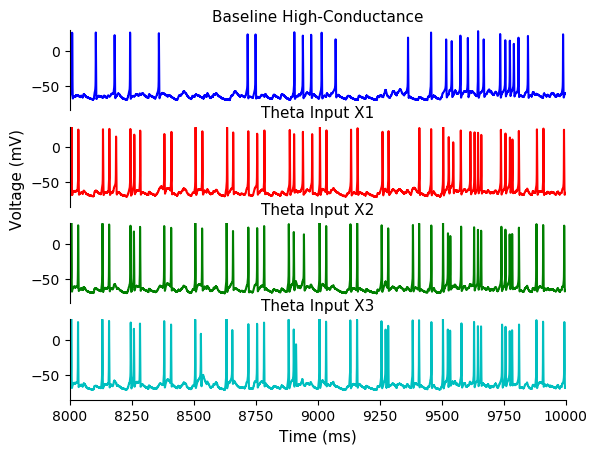 Baseline High-Conductance
0
−50
Theta Input X1
0
−50
Voltage (mV)
Theta Input X2
0
−50
Theta Input X3
0
−50
8000 8250 8500 8750 9000 9250 9500 9750 10000
Time (ms)